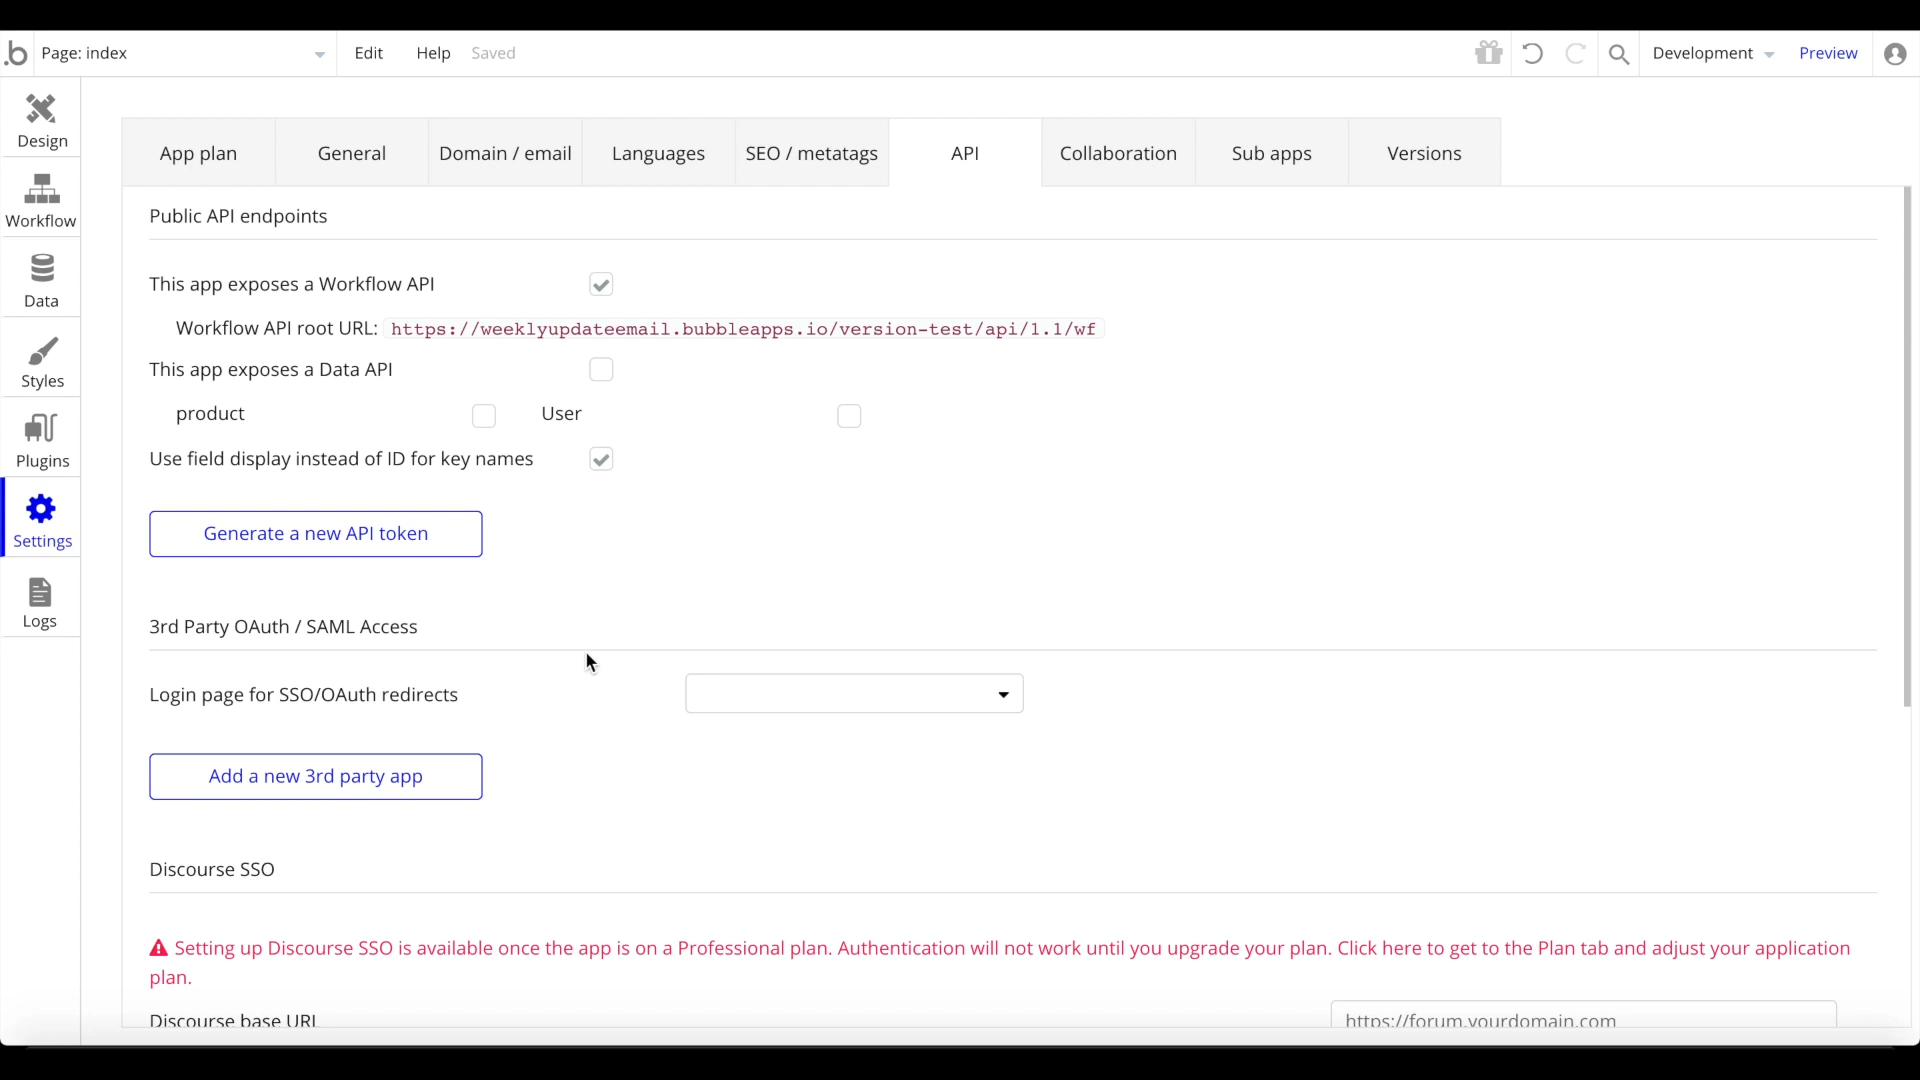 .b Page: index Edit Help Saved Development Preview
Design
Workflow
Data
Styles
Plugins
Settings
Logs
App plan General Domain / email Languages SEO / metatags API Collaboration Sub apps Versions
Public API endpoints
This app exposes a Workflow API
Workflow API root URL: https://weeklyupdateemail.bubbleapps.io/version-test/api/1.1/wf
This app exposes a Data API
product User
Use field display instead of ID for key names
Generate a new API token
3rd Party OAuth / SAML Access
Login page for SSO/OAuth redirects
Add a new 3rd party app
Discourse SSO
Setting up Discourse SSO is available once the app is on a Professional plan. Authentication will not work until you upgrade your plan. Click here to get to the Plan tab and adjust your application
plan.
Discourse base URL https://forum.yourdomain.com